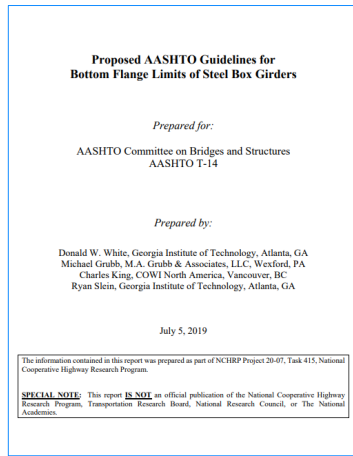 Proposed AASHTO Guidelines for
Bottom Flange Limits of Steel Box Girders
Prepared for:
AASHTO Committee on Bridges and Structures
AASHTO T-14
Prepared by:
Donald W. White, Georgia Institute of Technology, Atlanta, GA
Michael Grubb, M.A. Grubb & Associates, LLC, Wexford, PA
Charles King, COWI North America, Vancouver, BC
Ryan Slein, Georgia Institute of Technology, Atlanta, GA
July 5, 2019
The information contained in this report was prepared as part of NCHRP Project 20-07, Task 415, National
Cooperative Highway Research Program.
SPECIAL NOTE: This report IS NOT an official publication of the National Cooperative Highway
Research Program, Transportation Research Board, National Research Council, or The National
Academies.